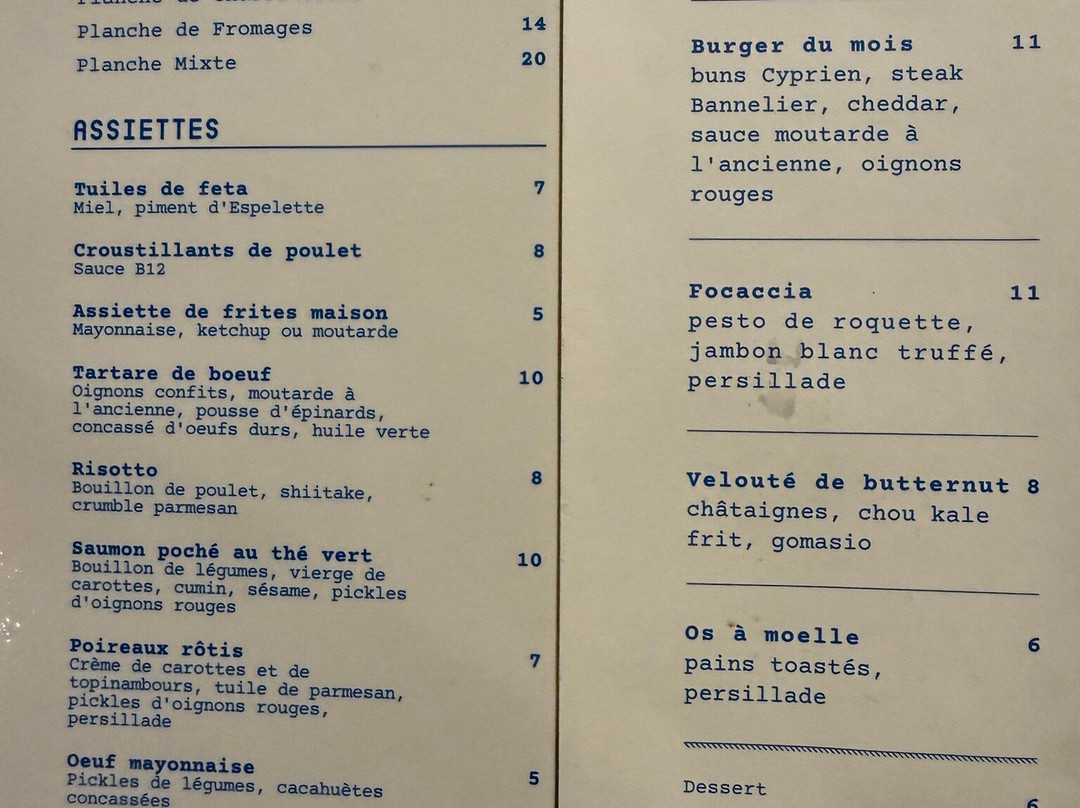 Planche de Fromages 14
Planche Mixte 20
ASSIETTES
Tuiles de feta 7
Miel, piment d'Espelette
Croustillants de poulet 8
Sauce B12
Assiette de frites maison 5
Mayonnaise, ketchup ou moutarde
Tartare de boeuf 10
Oignons confits, moutarde à
l'ancienne, pousse d'épinards,
concassé d'oeufs durs, huile verte
Risotto 8
Bouillon de poulet, shiitake,
crumble parmesan
Saumon poché au thé vert 10
Bouillon de légumes, vierge de
carottes, cumin, sésame, pickles
d'oignons rouges
Poireaux rôtis 7
Crème de carottes et de
topinambours, tuile de parmesan,
pickles d'oignons rouges,
persillade
Oeuf mayonnaise 5
Pickles de légumes, cacahuètes
concassées
Burger du mois 11
buns Cyprien, steak
Bannelier, cheddar,
sauce moutarde à
l'ancienne, oignons
rouges
Focaccia 11
pesto de roquette,
jambon blanc truffé,
persillade
Velouté de butternut 8
châtaignes, chou kale
frit, gomasio
Os à moelle 6
pains toastés,
persillade
Dessert
6